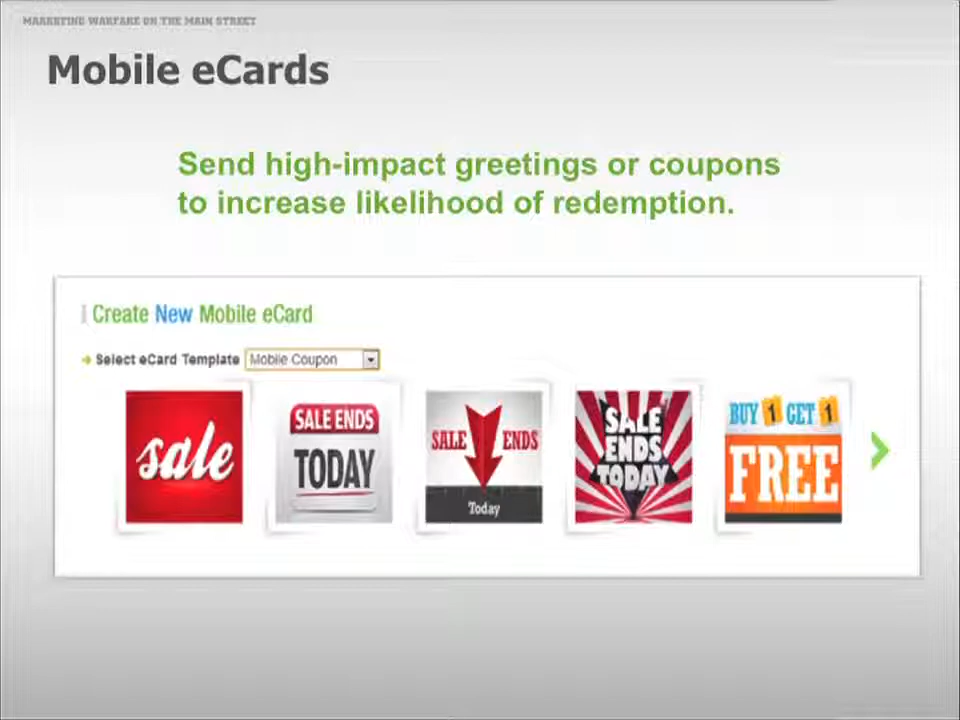 MARKETING WARFARE ON THE MAIN STREET
Mobile eCards
Send high-impact greetings or coupons
to increase likelihood of redemption.
Create New Mobile eCard
Select eCard Template Mobile Coupon
sale
SALE ENDS
TODAY
SALE ENDS
Today
SALE
ENDS
TODAY
BUY 1 GET 1
FREE